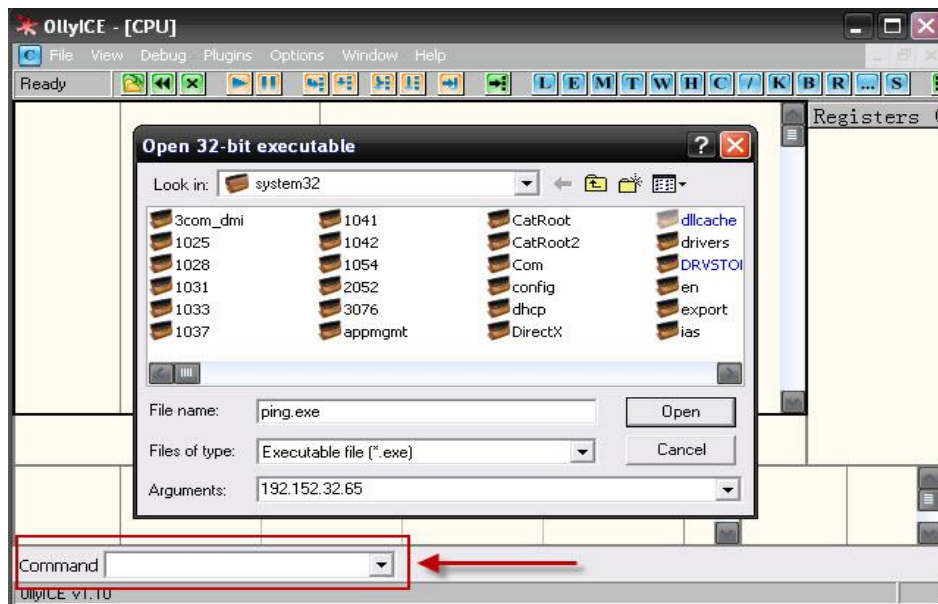 OllyICE - [CPU]
C File View Debug Plugins Options Window Help
Ready L E M T W H C / K B R ... S
Registers (
Open 32-bit executable
Look in: system32
3com_dmi 1041 CatRoot dllcache
1025 1042 CatRoot2 drivers
1028 1054 Com DRVSTOI
1031 2052 config en
1033 3076 dhcp export
1037 appmgmt DirectX ias
File name: ping.exe Open
Files of type: Executable file (*.exe) Cancel
Arguments: 192.152.32.65
Command
OllyICE v1.10